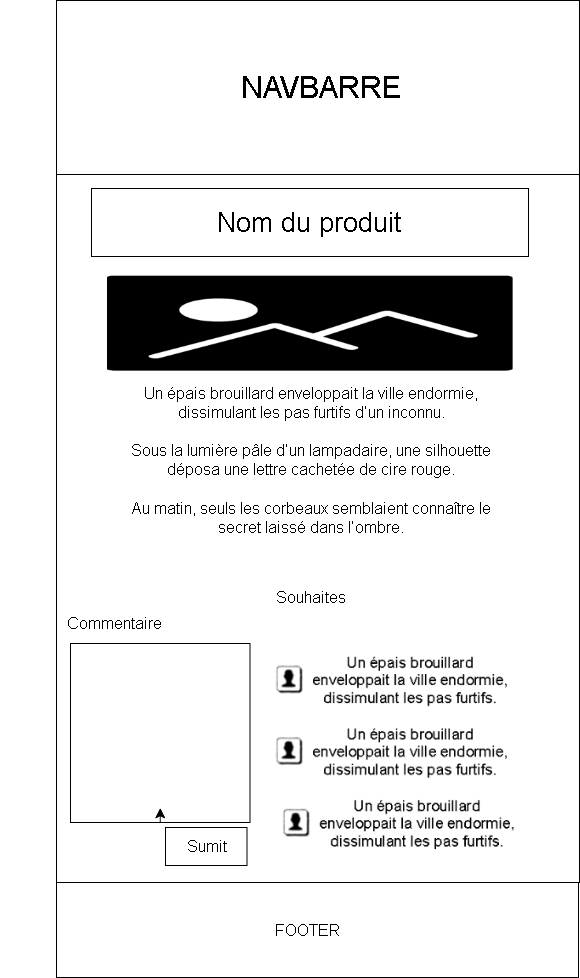 NAVBARRE
Nom du produit
Un épais brouillard enveloppait la ville endormie,
dissimulant les pas furtifs d'un inconnu.
Sous la lumière pâle d'un lampadaire, une silhouette
déposa une lettre cachetée de cire rouge.
Au matin, seuls les corbeaux semblaient connaître le
secret laissé dans l'ombre.
Souhaites
Commentaire
Un épais brouillard
enveloppait la ville endormie,
dissimulant les pas furtifs.
Un épais brouillard
enveloppait la ville endormie,
dissimulant les pas furtifs.
Un épais brouillard
enveloppait la ville endormie,
dissimulant les pas furtifs.
Sumit
FOOTER